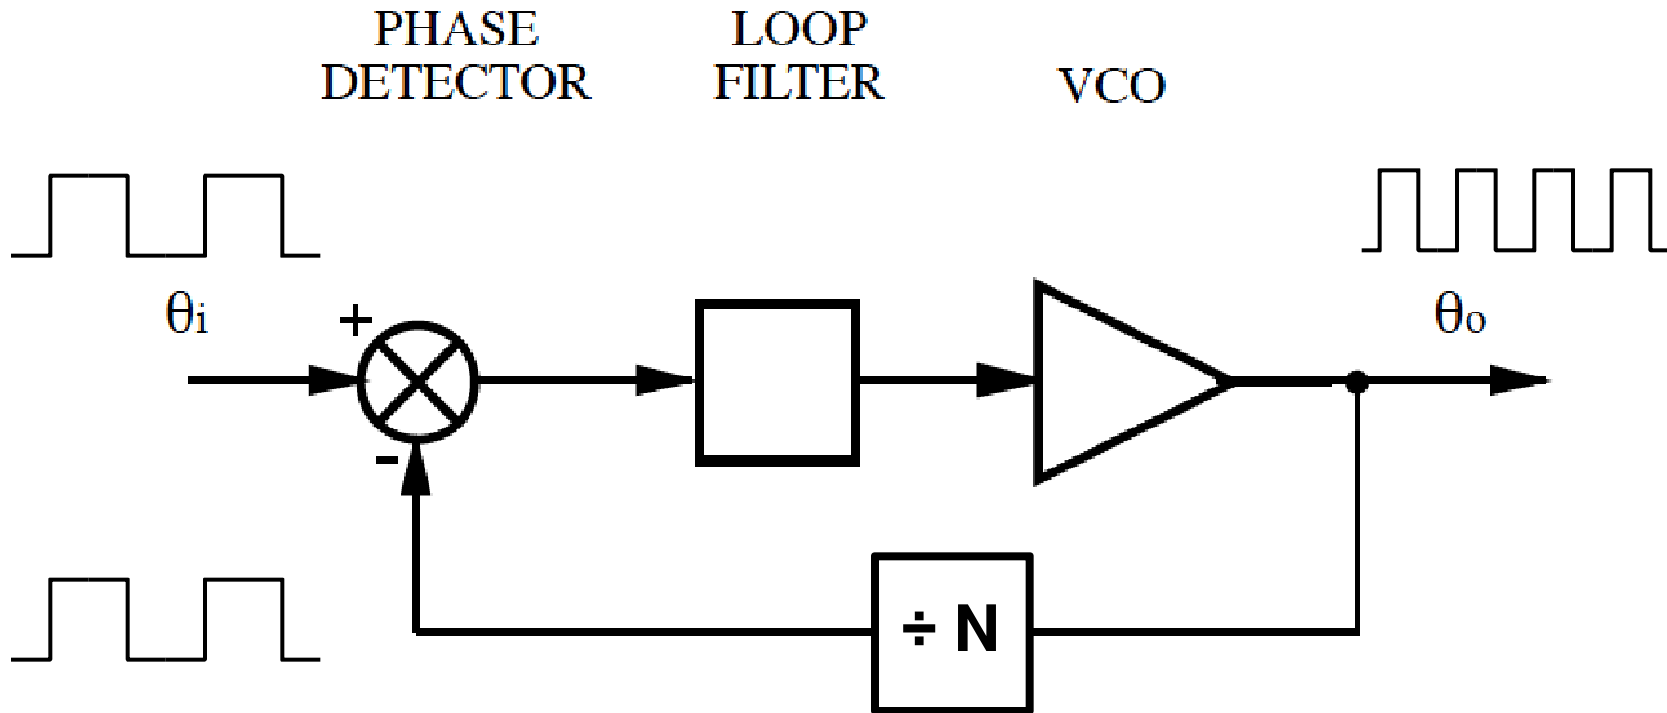 PHASE
DETECTOR
LOOP
FILTER
VCO
θi
+
θo
-
÷ N